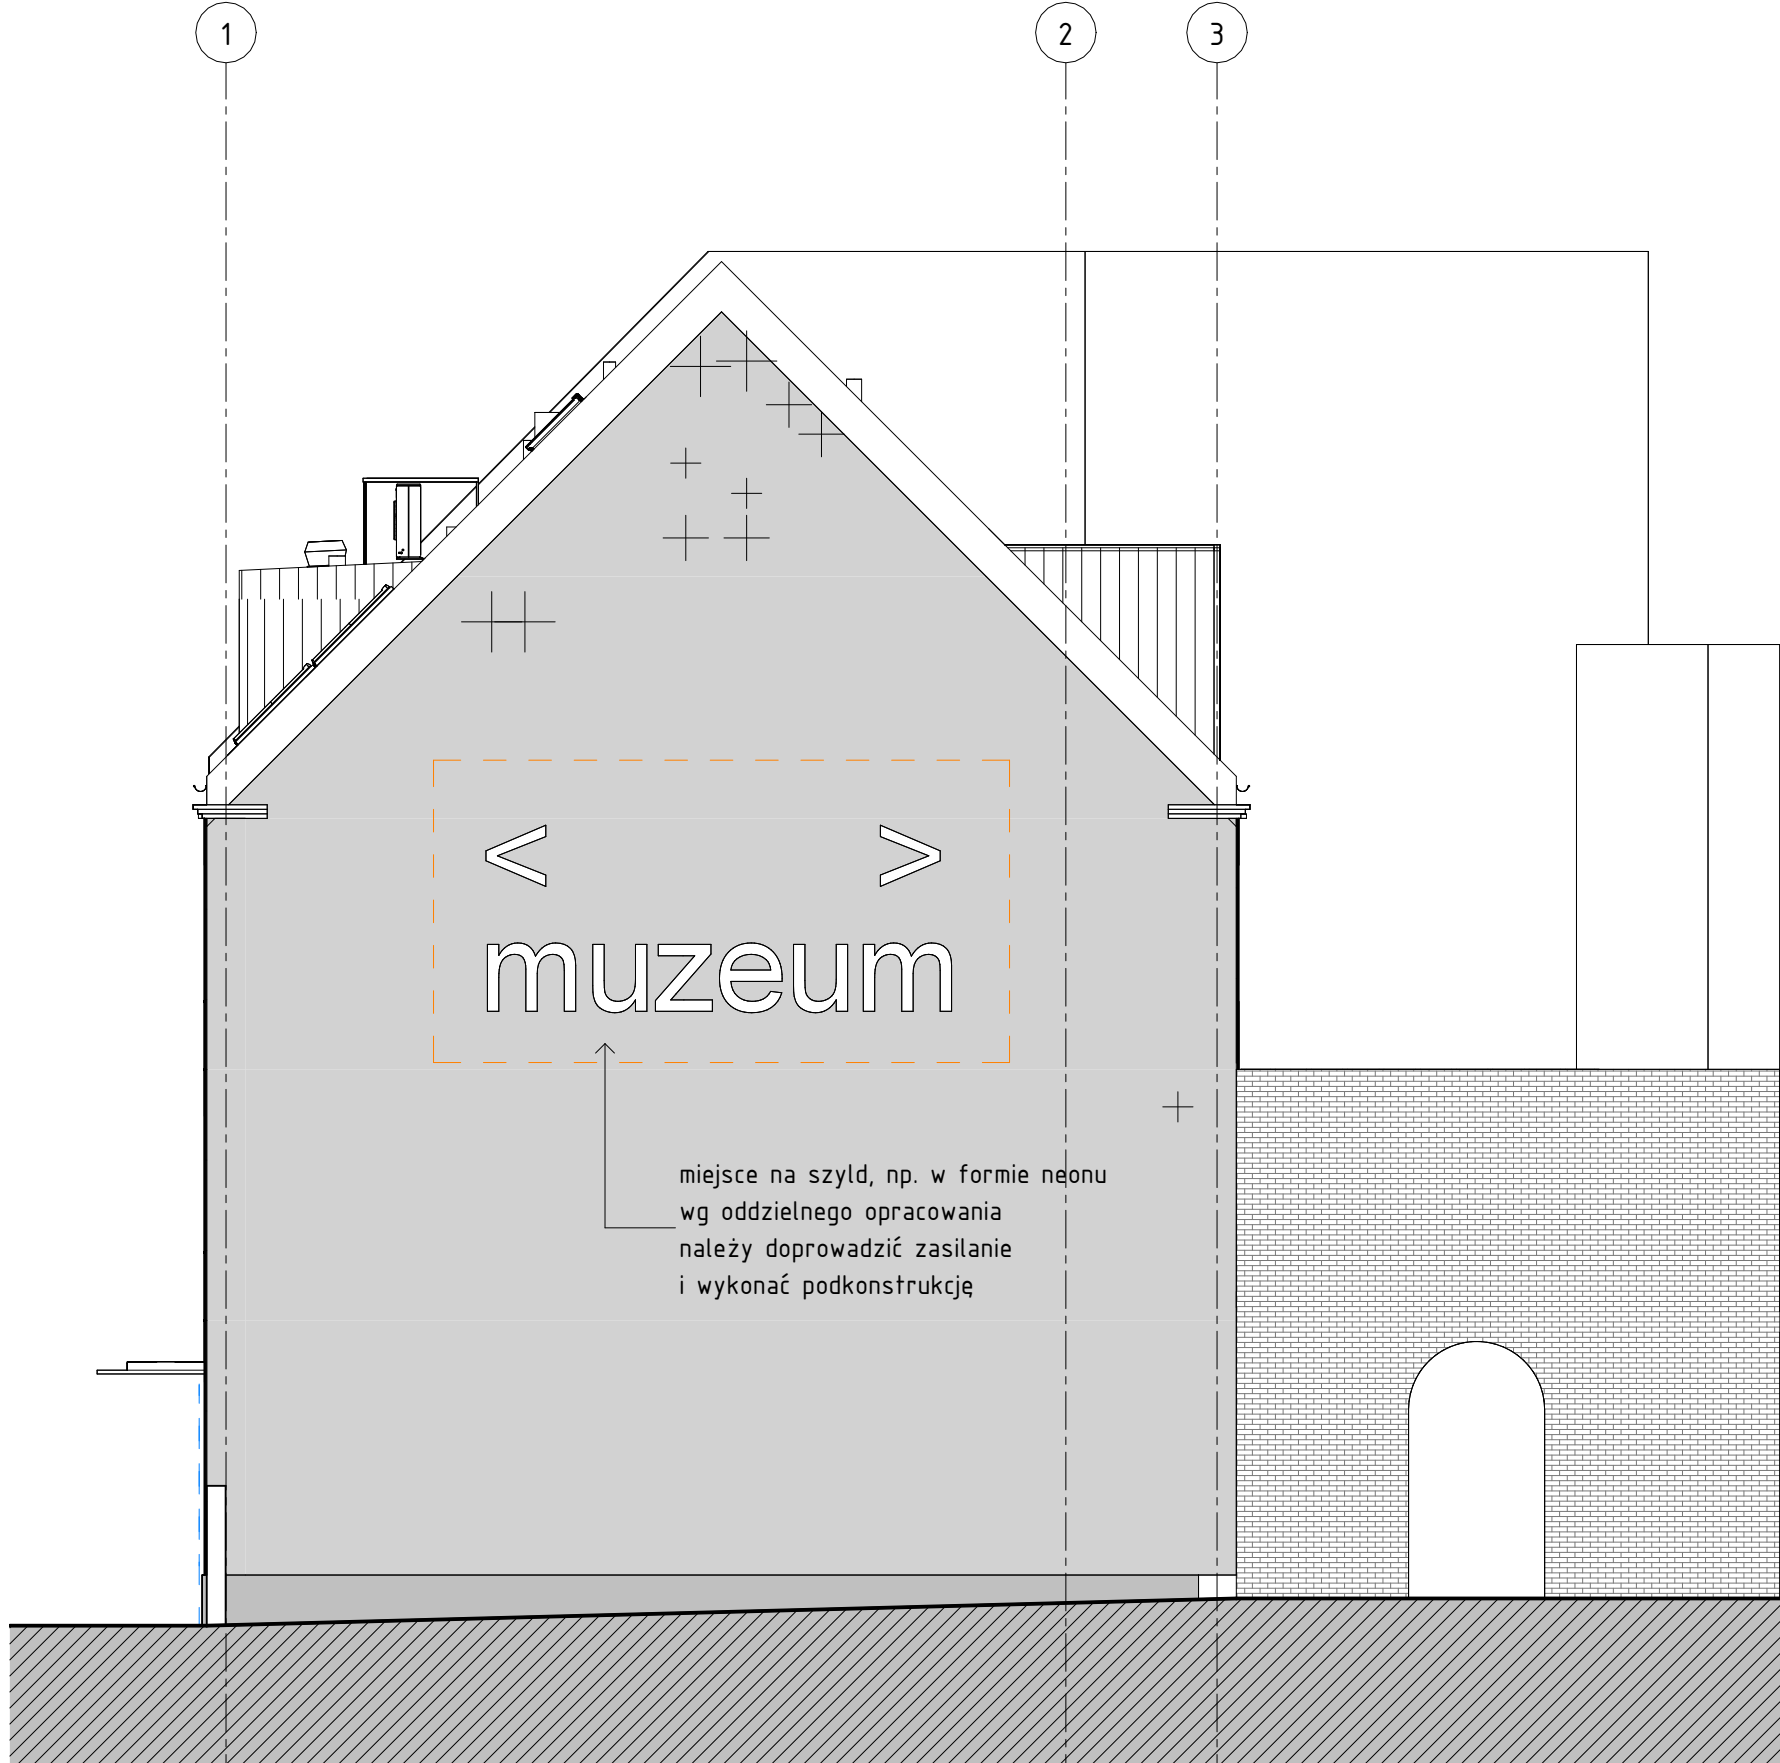 1 2 3
< >
muzeum
miejsce na szyld, np. w formie neonu
wg oddzielnego opracowania
należy doprowadzić zasilanie
i wykonać podkonstrukcję